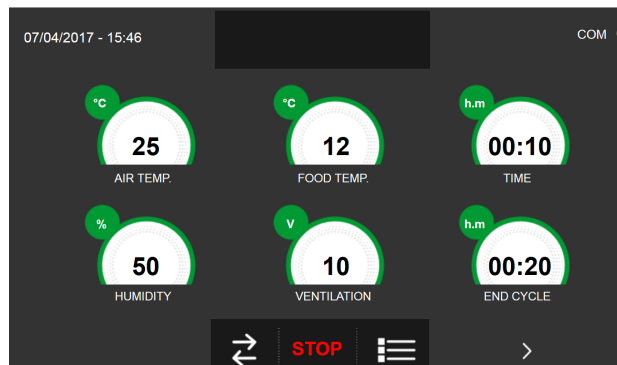 07/04/2017 - 15:46
COM
°C
°C
h.m
25
12
00:10
AIR TEMP.
FOOD TEMP.
TIME
%
V
h.m
50
10
00:20
HUMIDITY
VENTILATION
END CYCLE
STOP